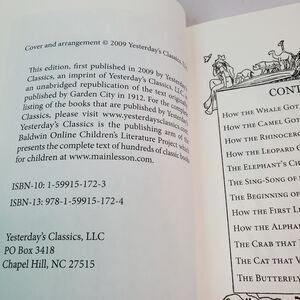 Cover and arrangement © 2009 Yesterday's Classics, LLC
This edition, first published in 2009 by Yesterday's
Classics, an imprint of Yesterday's Classics, LLC, is
an unabridged republication of the text originally
published by Garden City in 1912. For the complete
listing of the books that are published by Yesterday's
Classics, please visit www.yesterdaysclassics.com.
Yesterday's Classics is the publishing arm of the
Baldwin Online Children's Literature Project which
presents the complete text of hundreds of classic books
for children at www.mainlesson.com.
ISBN-10: 1-59915-172-3
ISBN-13: 978-1-59915-172-4
Yesterday's Classics, LLC
PO Box 3418
Chapel Hill, NC 27515
CONT
How the Whale Got
How the Camel Got
How the Rhinoceros
How the Leopard G
The Elephant's C
The Sing-Song of
The Beginning of
How the First Le
How the Alphab
The Crab that
The Cat that W
The Butterfly